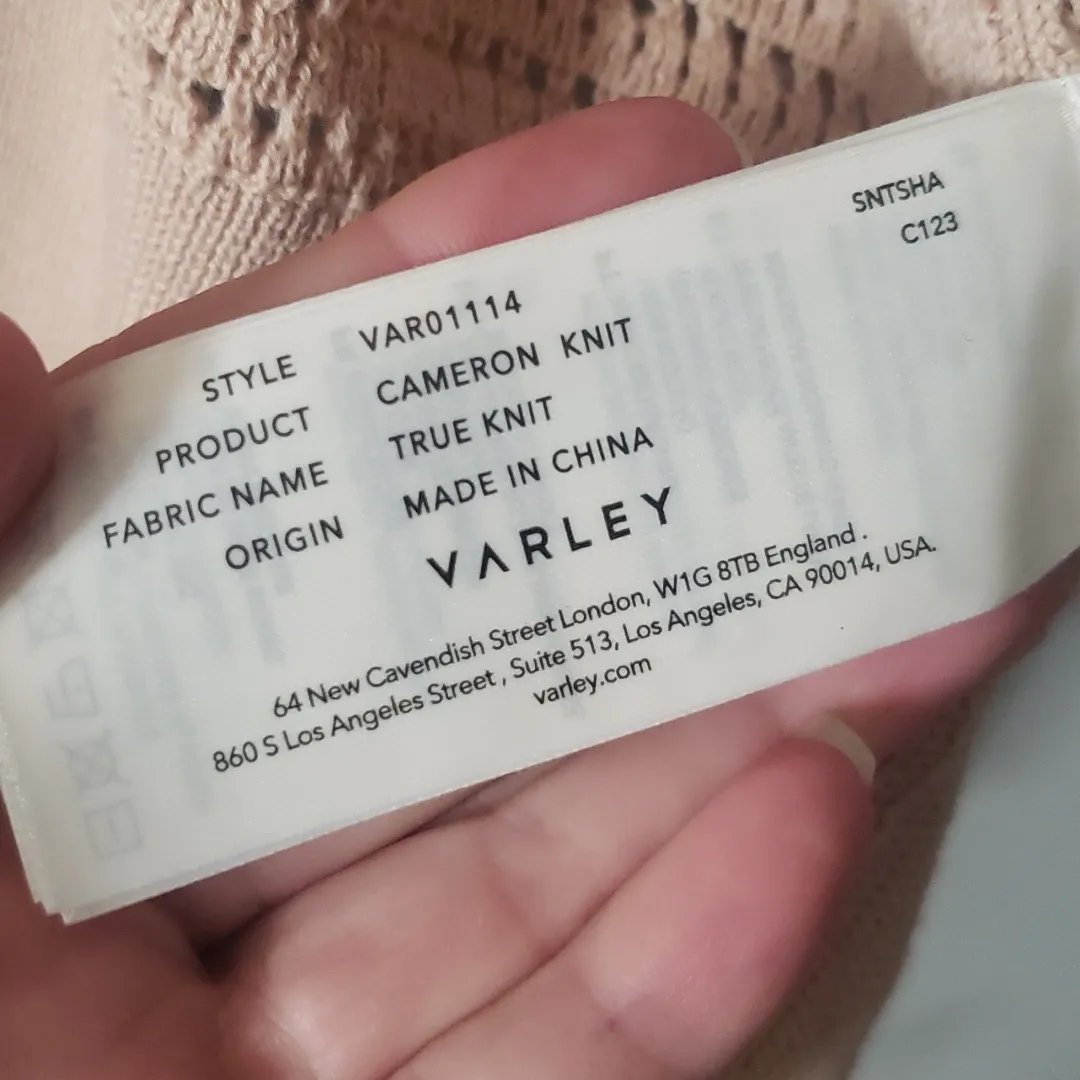 SNTSHA
C123
STYLE VAR01114
PRODUCT CAMERON KNIT
FABRIC NAME TRUE KNIT
ORIGIN MADE IN CHINA
VARLEY
64 New Cavendish Street London, W1G 8TB England .
860 S Los Angeles Street , Suite 513, Los Angeles, CA 90014, USA.
varley.com